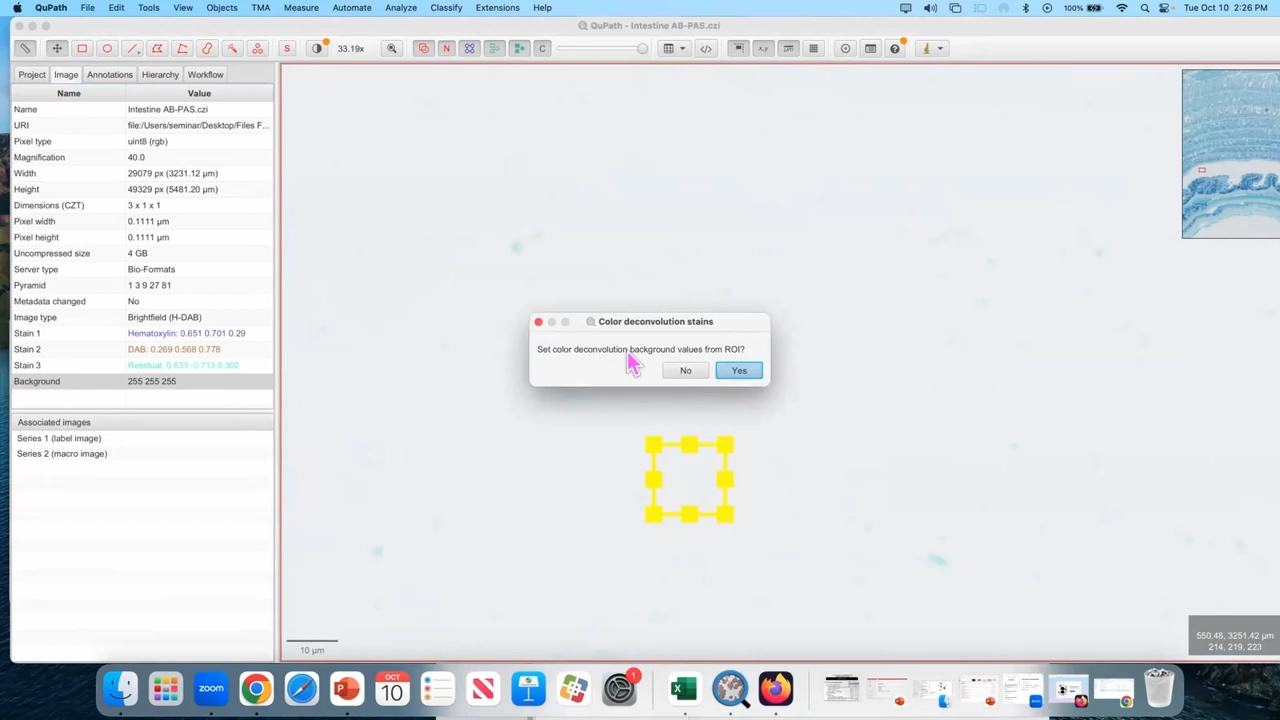 QuPath File Edit Tools View Objects TMA Measure Automate Analyze Classify Extensions Help 100% Tue Oct 10 2:26 PM
QuPath - Intestine AB-PAS.czi
S 33.19x N C x,y
Project Image Annotations Hierarchy Workflow
Name Value
Name Intestine AB-PAS.czi
URI file:/Users/seminar/Desktop/Files F...
Pixel type uint8 (rgb)
Magnification 40.0
Width 29079 px (3231.12 µm)
Height 49329 px (5481.20 µm)
Dimensions (CZT) 3 x 1 x 1
Pixel width 0.1111 µm
Pixel height 0.1111 µm
Uncompressed size 4 GB
Server type Bio-Formats
Pyramid 1 3 9 27 81
Metadata changed No
Image type Brightfield (H-DAB)
Stain 1 Hematoxylin: 0.651 0.701 0.29
Stain 2 DAB: 0.269 0.568 0.778
Stain 3 Residual: 0.633 -0.713 0.302
Background 255 255 255
Associated images
Series 1 (label image)
Series 2 (macro image)
Color deconvolution stains
Set color deconvolution background values from ROI?
No Yes
10 µm
550.48, 3251.42 µm
214, 219, 223
zoom
OCT
10
1